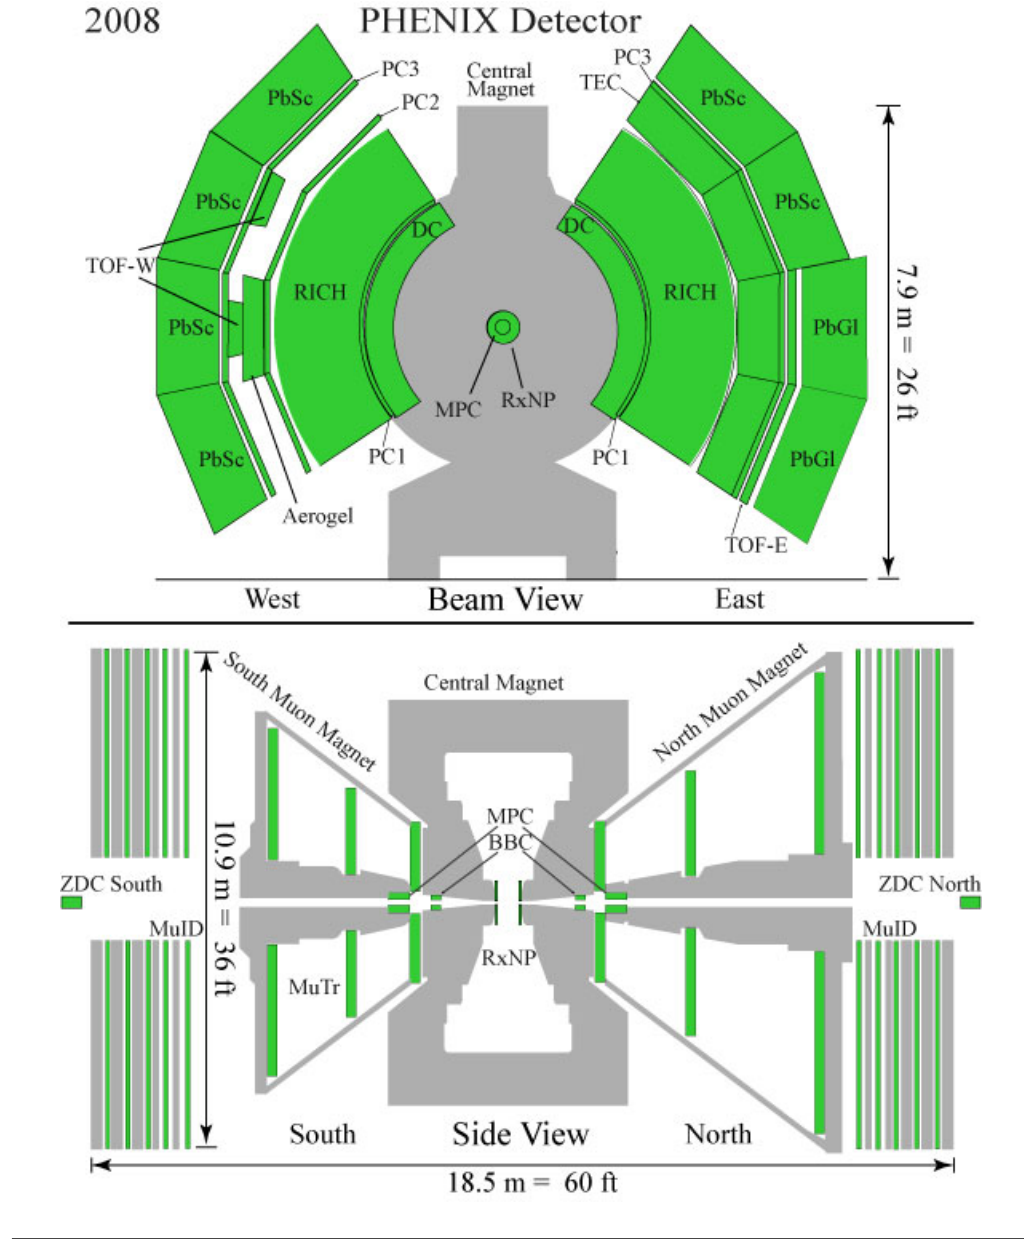 2008
PHENIX Detector
Central
Magnet
PC3
PC2
PC3
TEC
PbSc
PbSc
PbSc
PbSc
DC
DC
TOF-W
RICH
RICH
PbSc
PbGl
7.9 m = 26 ft
MPC
RxNP
PbSc
PC1
PC1
PbGl
Aerogel
TOF-E
West
Beam View
East
South Muon Magnet
Central Magnet
North Muon Magnet
MPC
BBC
10.9 m = 36 ft
ZDC South
ZDC North
MuID
MuID
RxNP
MuTr
South
Side View
North
18.5 m = 60 ft